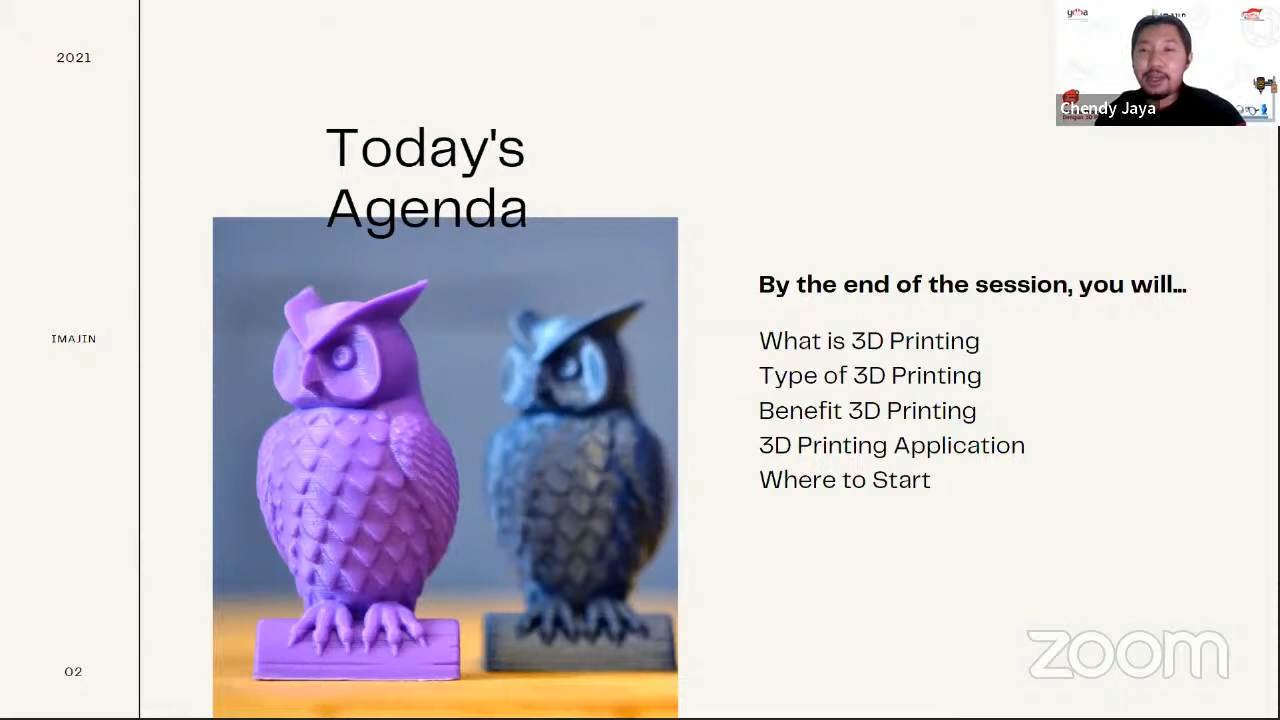 2021
Today's
Agenda
By the end of the session, you will...
What is 3D Printing
Type of 3D Printing
Benefit 3D Printing
3D Printing Application
Where to Start
IMAJIN
02
Chendy Jaya
zoom